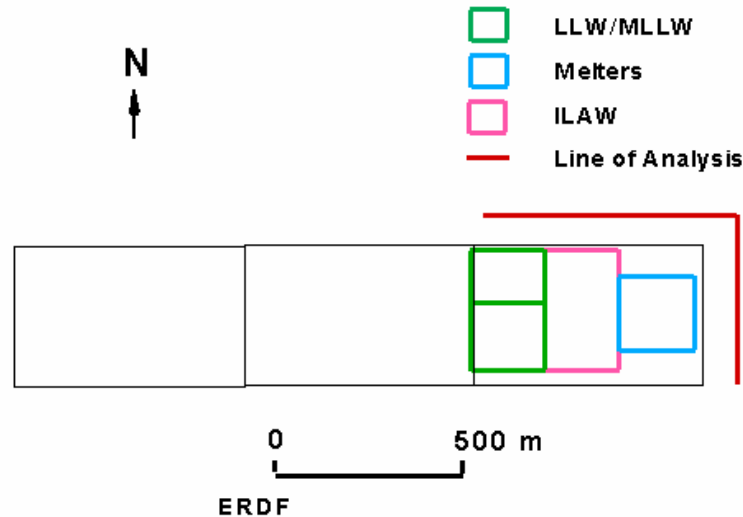 LLW/MLLW
N
Melters
ILAW
Line of Analysis
0 500 m
ERDF